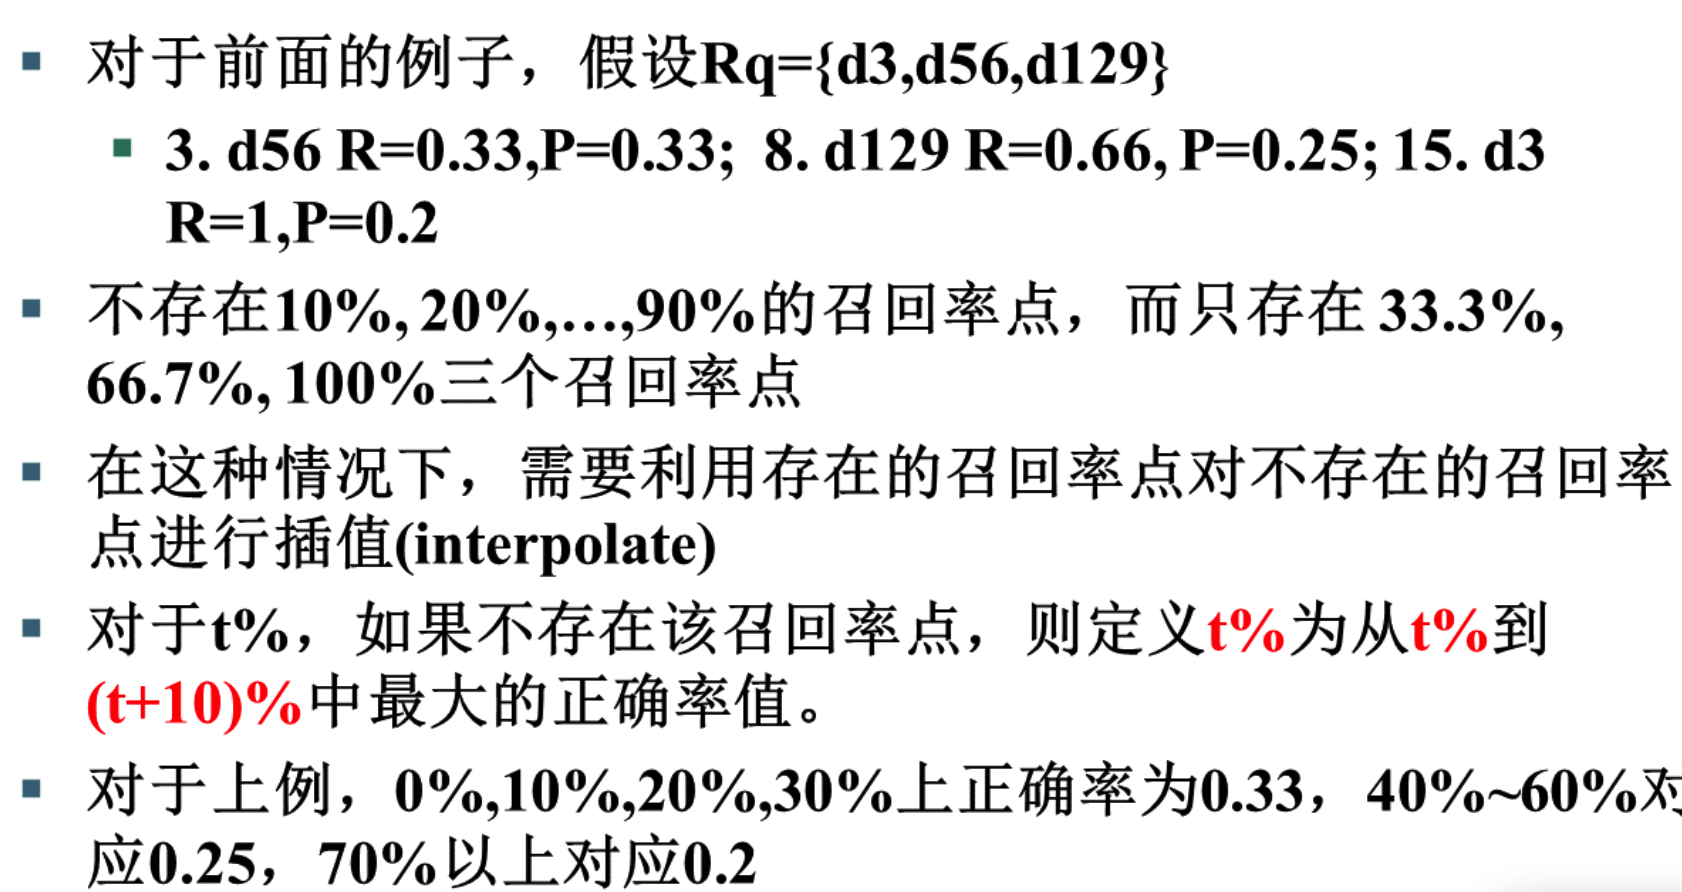 对于前面的例子，假设Rq={d3,d56,d129}
3. d56 R=0.33,P=0.33; 8. d129 R=0.66, P=0.25; 15. d3
R=1,P=0.2
不存在10%, 20%,…,90%的召回率点，而只存在 33.3%,
66.7%, 100%三个召回率点
在这种情况下，需要利用存在的召回率点对不存在的召回率
点进行插值(interpolate)
对于t%，如果不存在该召回率点，则定义t%为从t%到
(t+10)%中最大的正确率值。
对于上例，0%,10%,20%,30%上正确率为0.33，40%~60%对
应0.25，70%以上对应0.2